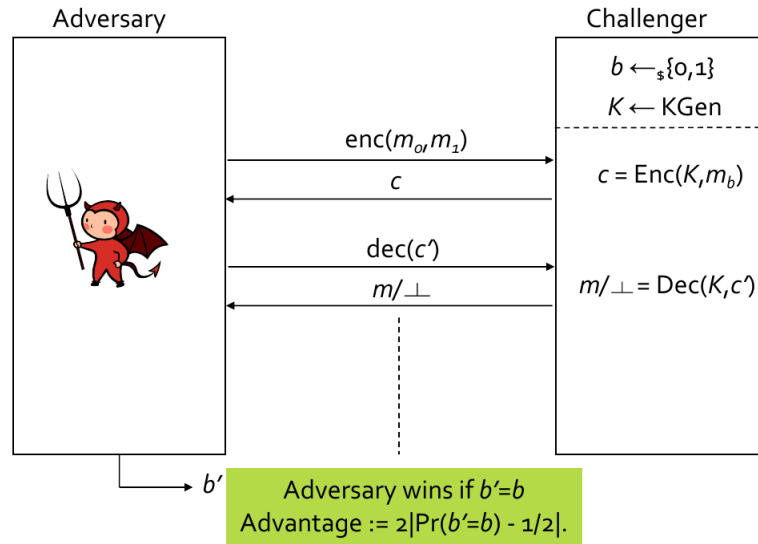 Adversary
Challenger
b ←$ {0,1}
K ← KGen
enc(m₀,m₁)
c = Enc(K,m_b)
c
dec(c′)
m/⊥ = Dec(K,c′)
m/⊥
b′
Adversary wins if b′=b
Advantage := 2|Pr(b′=b) - 1/2|.